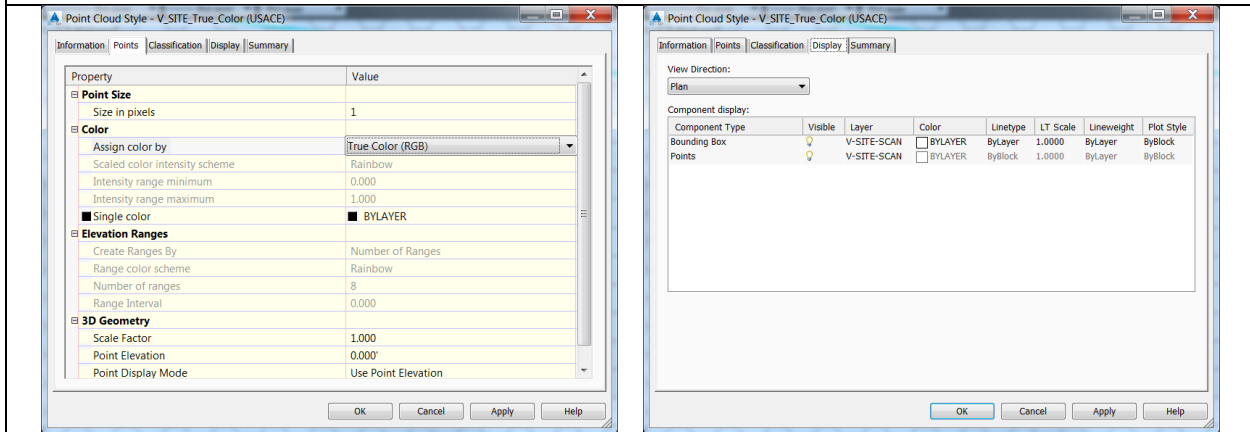 Point Cloud Style - V_SITE_True_Color (USACE)
Information Points Classification Display Summary
Property Value
Point Size
Size in pixels 1
Color
Assign color by True Color (RGB)
Scaled color intensity scheme Rainbow
Intensity range minimum 0.000
Intensity range maximum 1.000
Single color BYLAYER
Elevation Ranges
Create Ranges By Number of Ranges
Range color scheme Rainbow
Number of ranges 8
Range Interval 0.000
3D Geometry
Scale Factor 1.000
Point Elevation 0.000'
Point Display Mode Use Point Elevation
OK Cancel Apply Help
Point Cloud Style - V_SITE_True_Color (USACE)
Information Points Classification Display Summary
View Direction:
Plan
Component display:
Component Type Visible Layer Color Linetype LT Scale Lineweight Plot Style
Bounding Box V-SITE-SCAN BYLAYER ByLayer 1.0000 ByLayer ByBlock
Points V-SITE-SCAN BYLAYER ByBlock 1.0000 ByLayer ByBlock
OK Cancel Apply Help